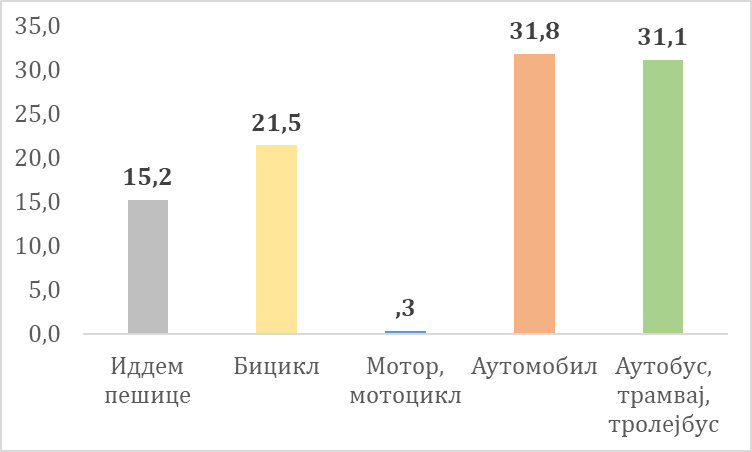 35,0
30,0
25,0
20,0
15,0
10,0
5,0
0,0
15,2
21,5
,3
31,8
31,1
Иддем
пешице
Бицикл
Мотор,
мотоцикл
Аутомобил
Аутобус,
трамвај,
тролејбус